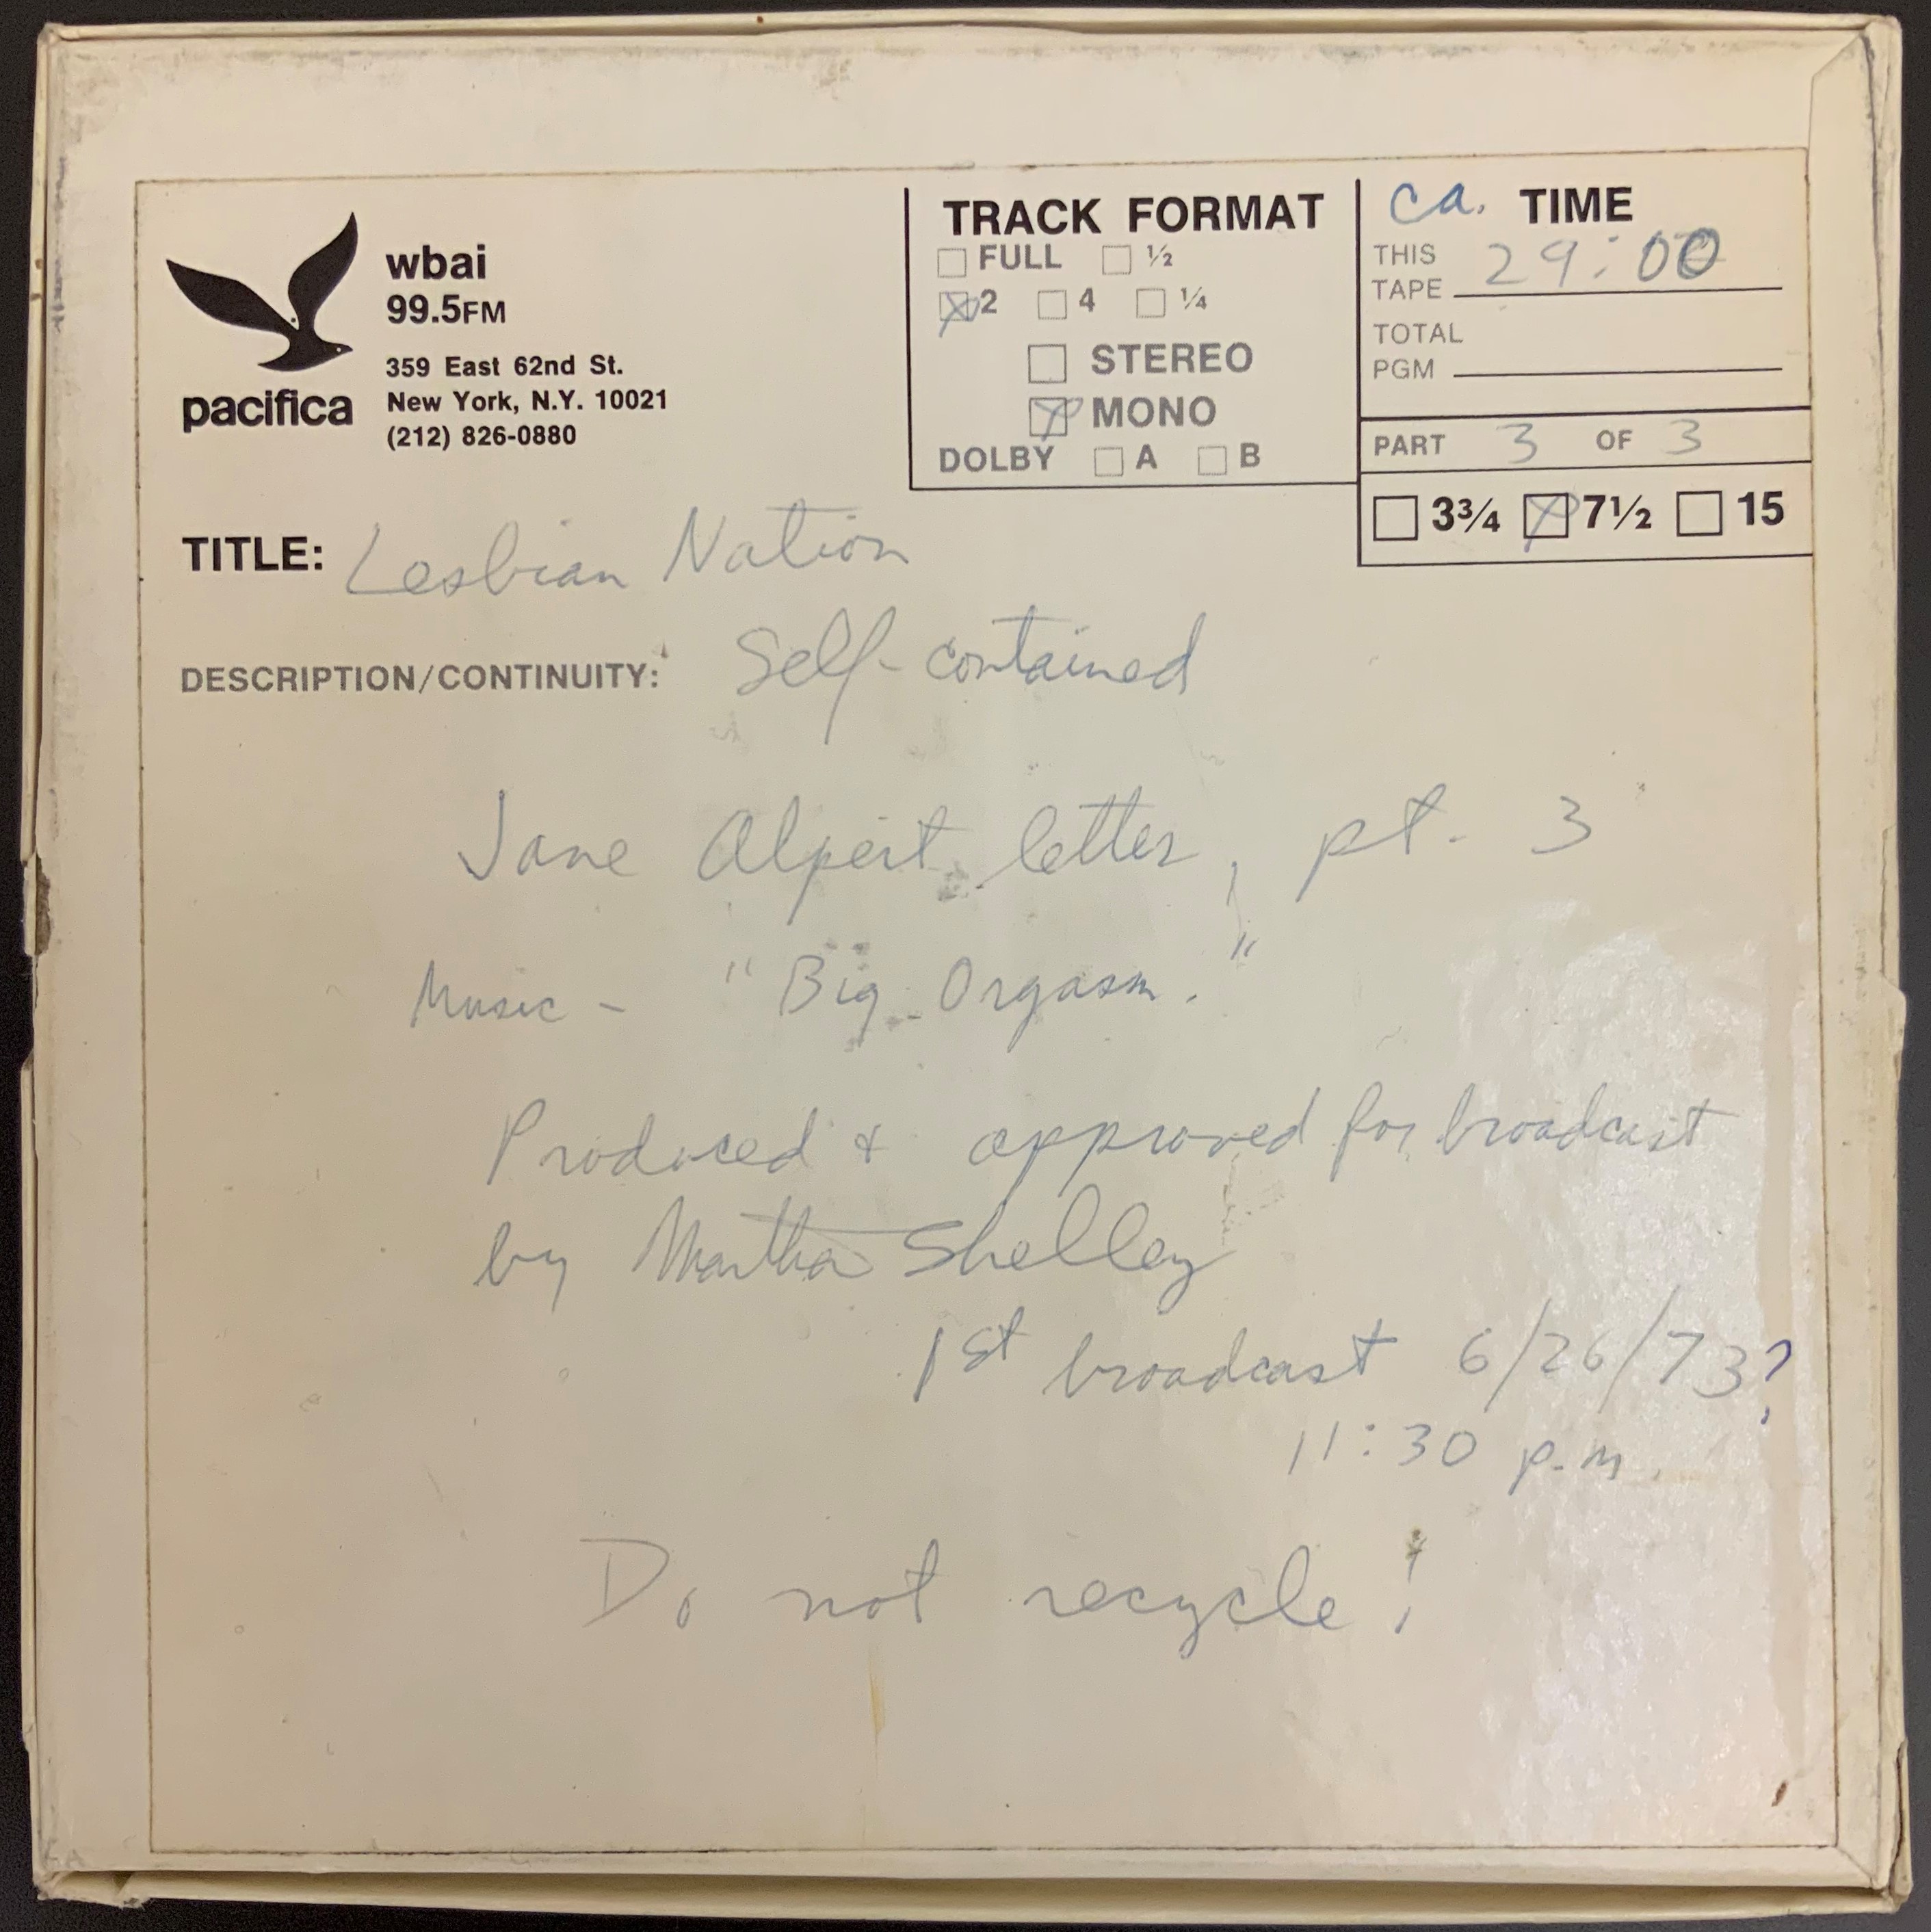 wbai
99.5FM
359 East 62nd St.
pacifica New York, N.Y. 10021
(212) 826-0880
TRACK FORMAT
FULL ½
2 4 ¼
STEREO
MONO
DOLBY A B
ca. TIME
THIS TAPE 29:00
TOTAL PGM
PART 3 OF 3
3¾ 7½ 15
TITLE: Lesbian Nation
DESCRIPTION/CONTINUITY: Self-contained
Jane Alpert letter, pt. 3
Music - "Big Orgasm."
Produced & approved for broadcast
by Martha Shelley
1st broadcast 6/26/73?
11:30 p.m.
Do not recycle!